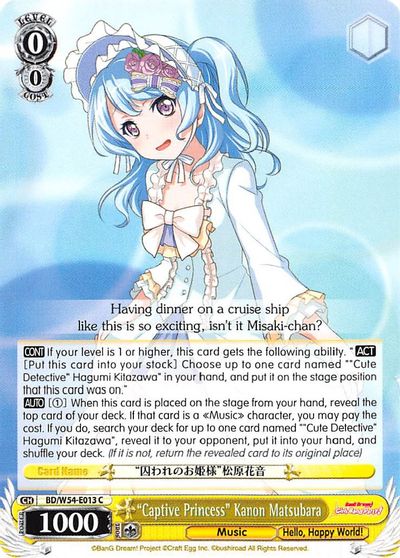 LEVEL
0
0
COST
Having dinner on a cruise ship
like this is so exciting, isn't it Misaki-chan?
CONT If your level is 1 or higher, this card gets the following ability. " ACT
[Put this card into your stock] Choose up to one card named ""Cute
Detective" Hagumi Kitazawa" in your hand, and put it on the stage position
that this card was on."
AUTO [①] When this card is placed on the stage from your hand, reveal the
top card of your deck. If that card is a «Music» character, you may pay the
cost. If you do, search your deck for up to one card named ""Cute Detective"
Hagumi Kitazawa", reveal it to your opponent, put it into your hand, and
shuffle your deck. (If it is not, return the revealed card to its original place)
Card Name
"囚われのお姫様"松原花音
CH
BD/W54-E013 C
"Captive Princess" Kanon Matsubara
BanG Dream!
Girls Band Party!
POWER
1000
Music
Hello, Happy World!
©BanG Dream! Project ©Craft Egg Inc. ©bushiroad All Rights Reserved.